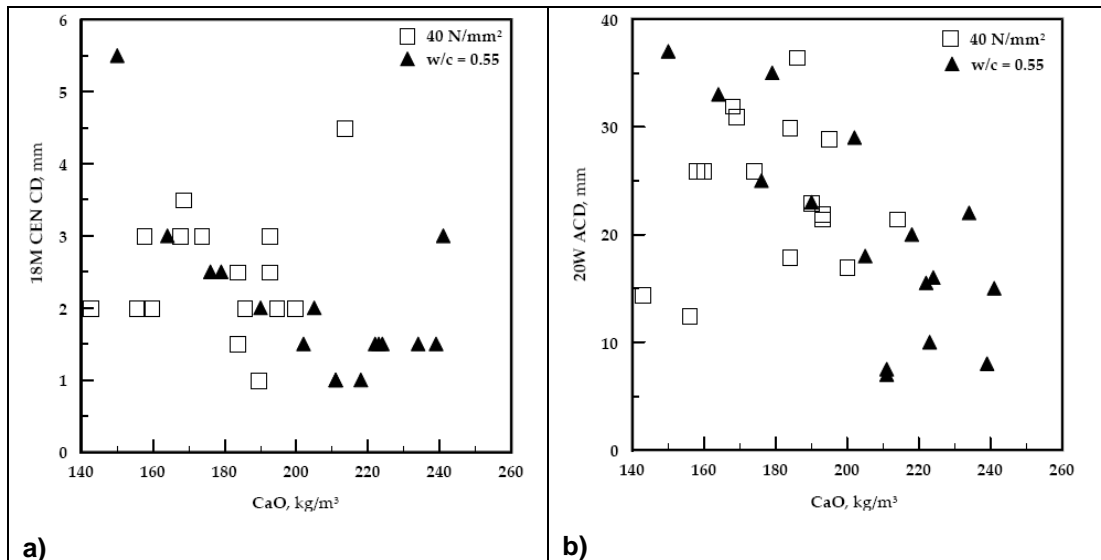 6
5
4
3
2
1
0
140 160 180 200 220 240 260
18M CEN CD, mm
CaO, kg/m³
40 N/mm²
w/c = 0.55
a)
40
30
20
10
0
140 160 180 200 220 240 260
20W ACD, mm
CaO, kg/m³
40 N/mm²
w/c = 0.55
b)